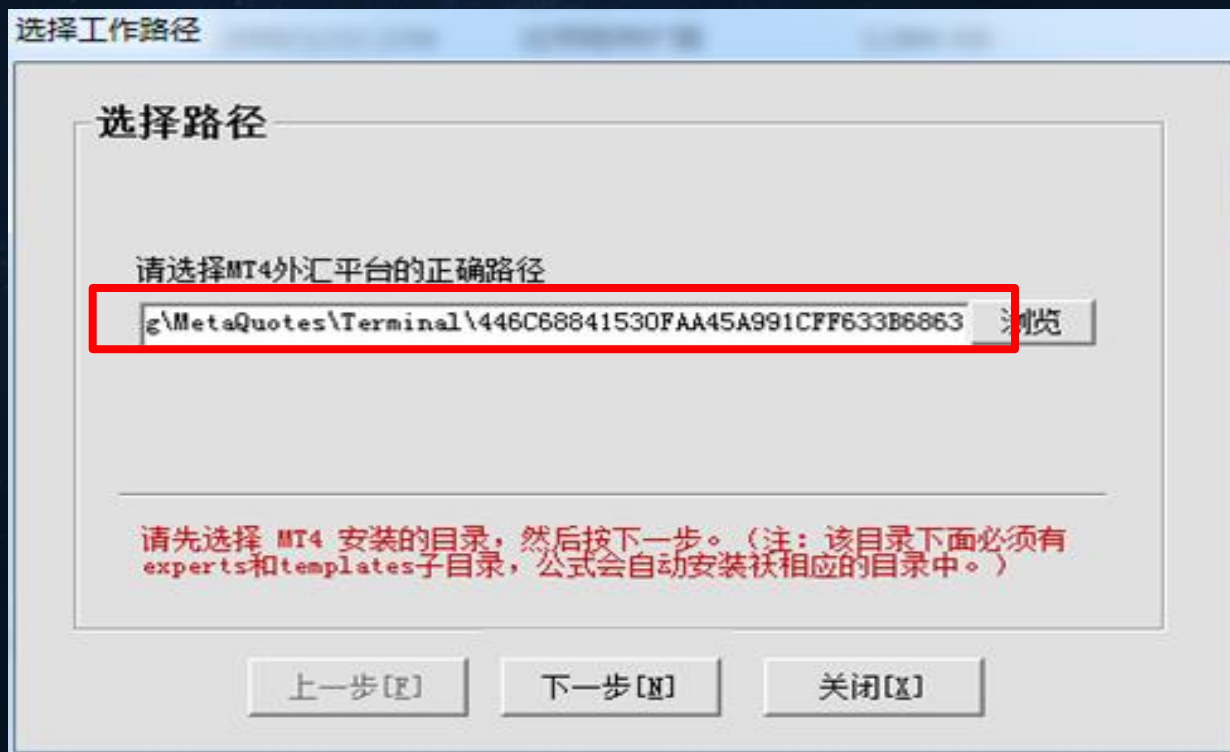 选择工作路径
选择路径
请选择MT4外汇平台的正确路径
g\MetaQuotes\Terminal\446C68841530FAA45A991CFF633B6863
浏览
请先选择 MT4 安装的目录，然后按下一步。（注：该目录下面必须有
experts和templates子目录，公式会自动安装袄相应的目录中。）
上一步[F]
下一步[N]
关闭[X]